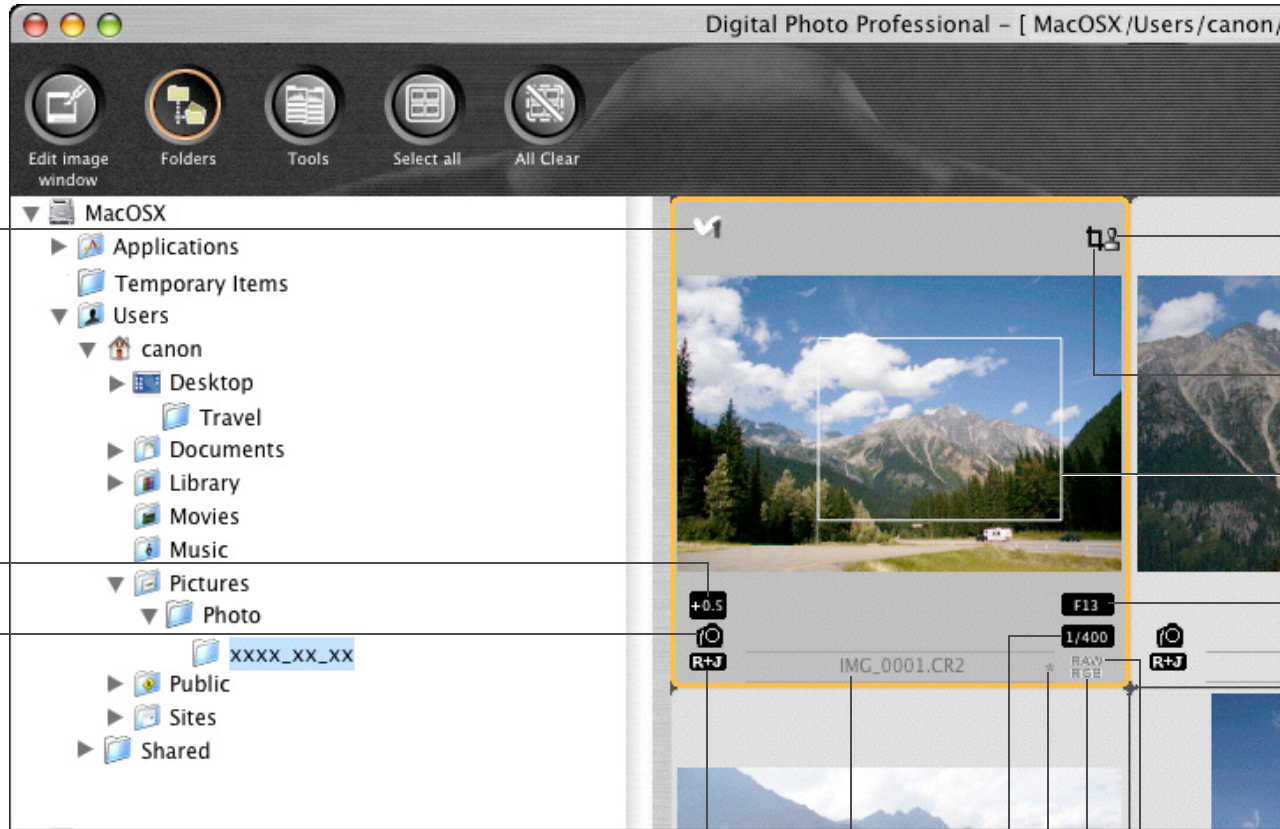 Digital Photo Professional – [ MacOSX/Users/canon/
Edit image
window
Folders
Tools
Select all
All Clear
MacOSX
Applications
Temporary Items
Users
canon
Desktop
Travel
Documents
Library
Movies
Music
Pictures
Photo
xxxx_xx_xx
Public
Sites
Shared
1
+0.5
F13
1/400
R+J
IMG_0001.CR2
*
RAW
RGB
R+J